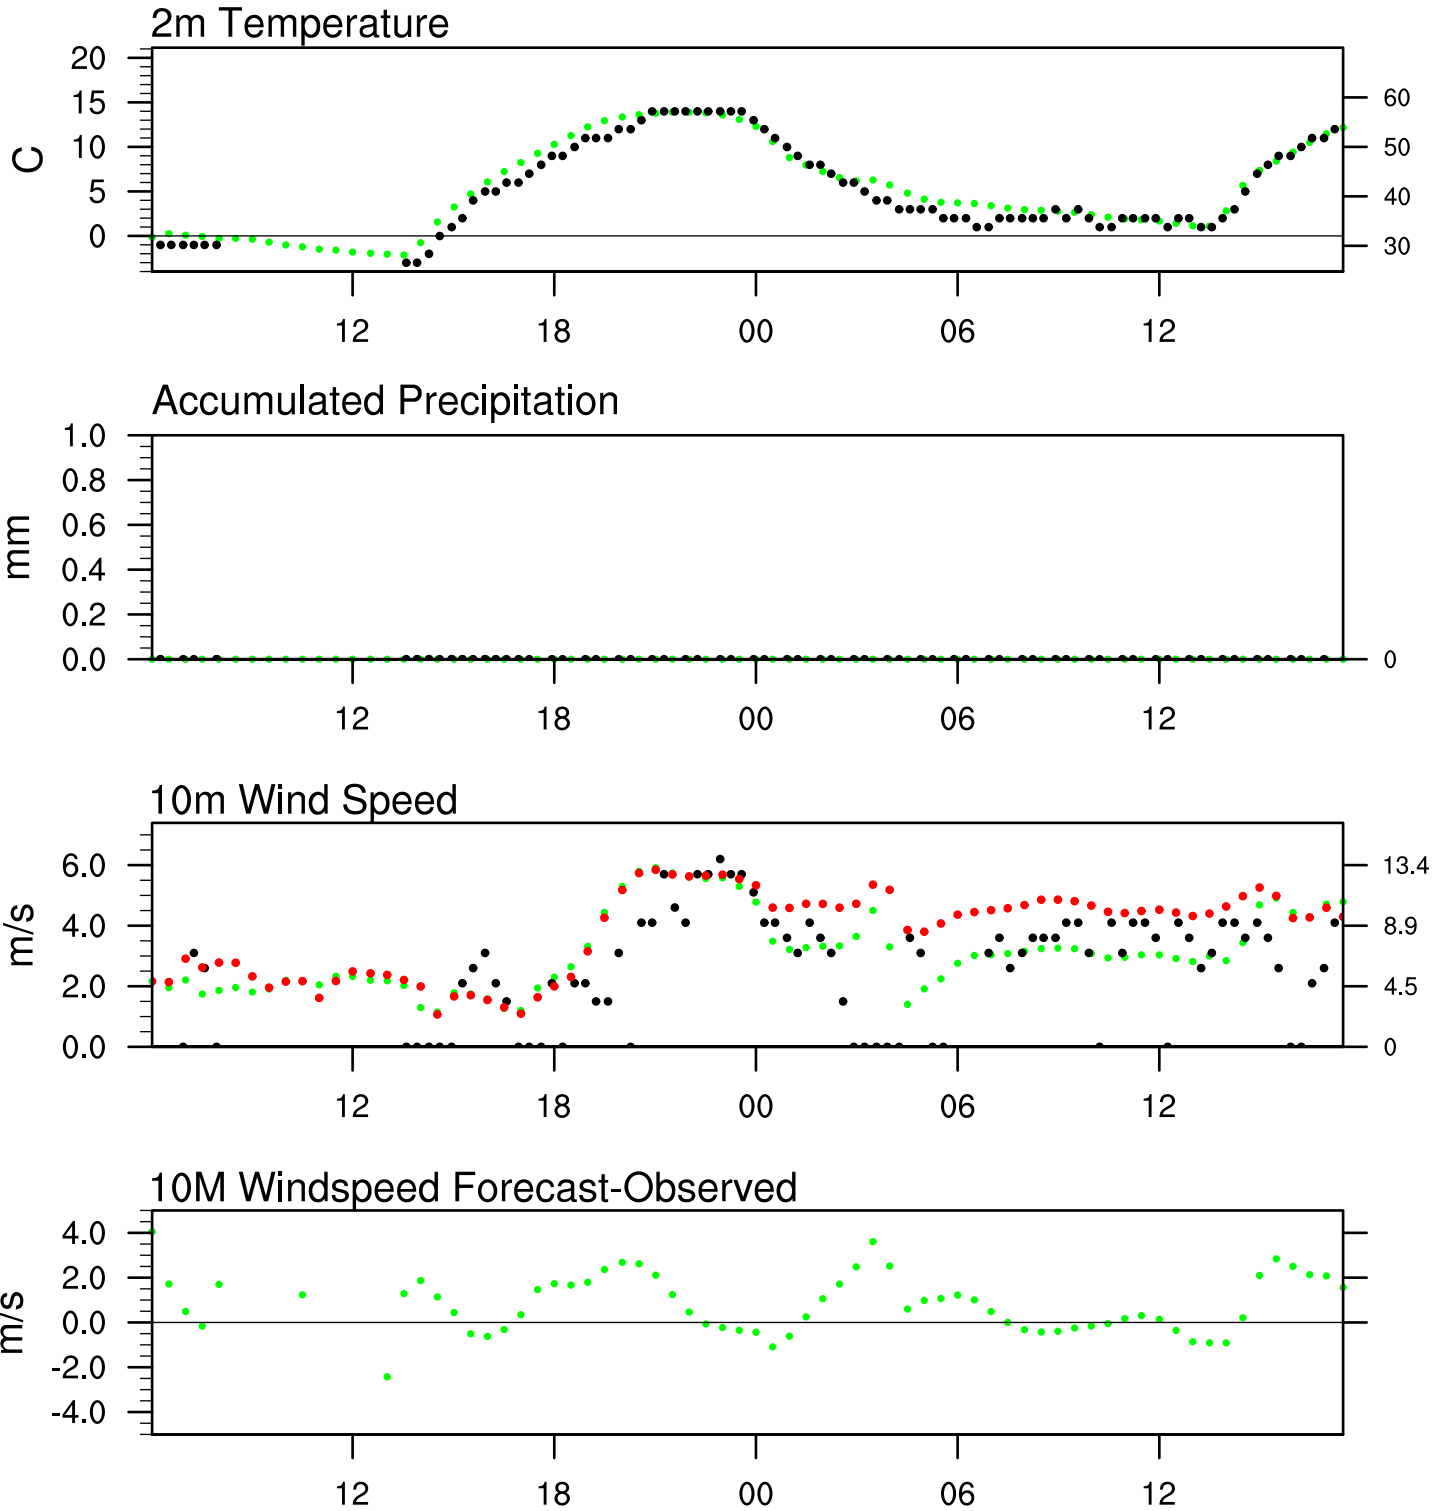 2m Temperature
20
15
10
5
0
C
60
50
40
30
12 18 00 06 12
Accumulated Precipitation
1.0
0.8
0.6
0.4
0.2
0.0
mm
0
12 18 00 06 12
10m Wind Speed
6.0
4.0
2.0
0.0
m/s
13.4
8.9
4.5
0
12 18 00 06 12
10M Windspeed Forecast-Observed
4.0
2.0
0.0
-2.0
-4.0
m/s
12 18 00 06 12